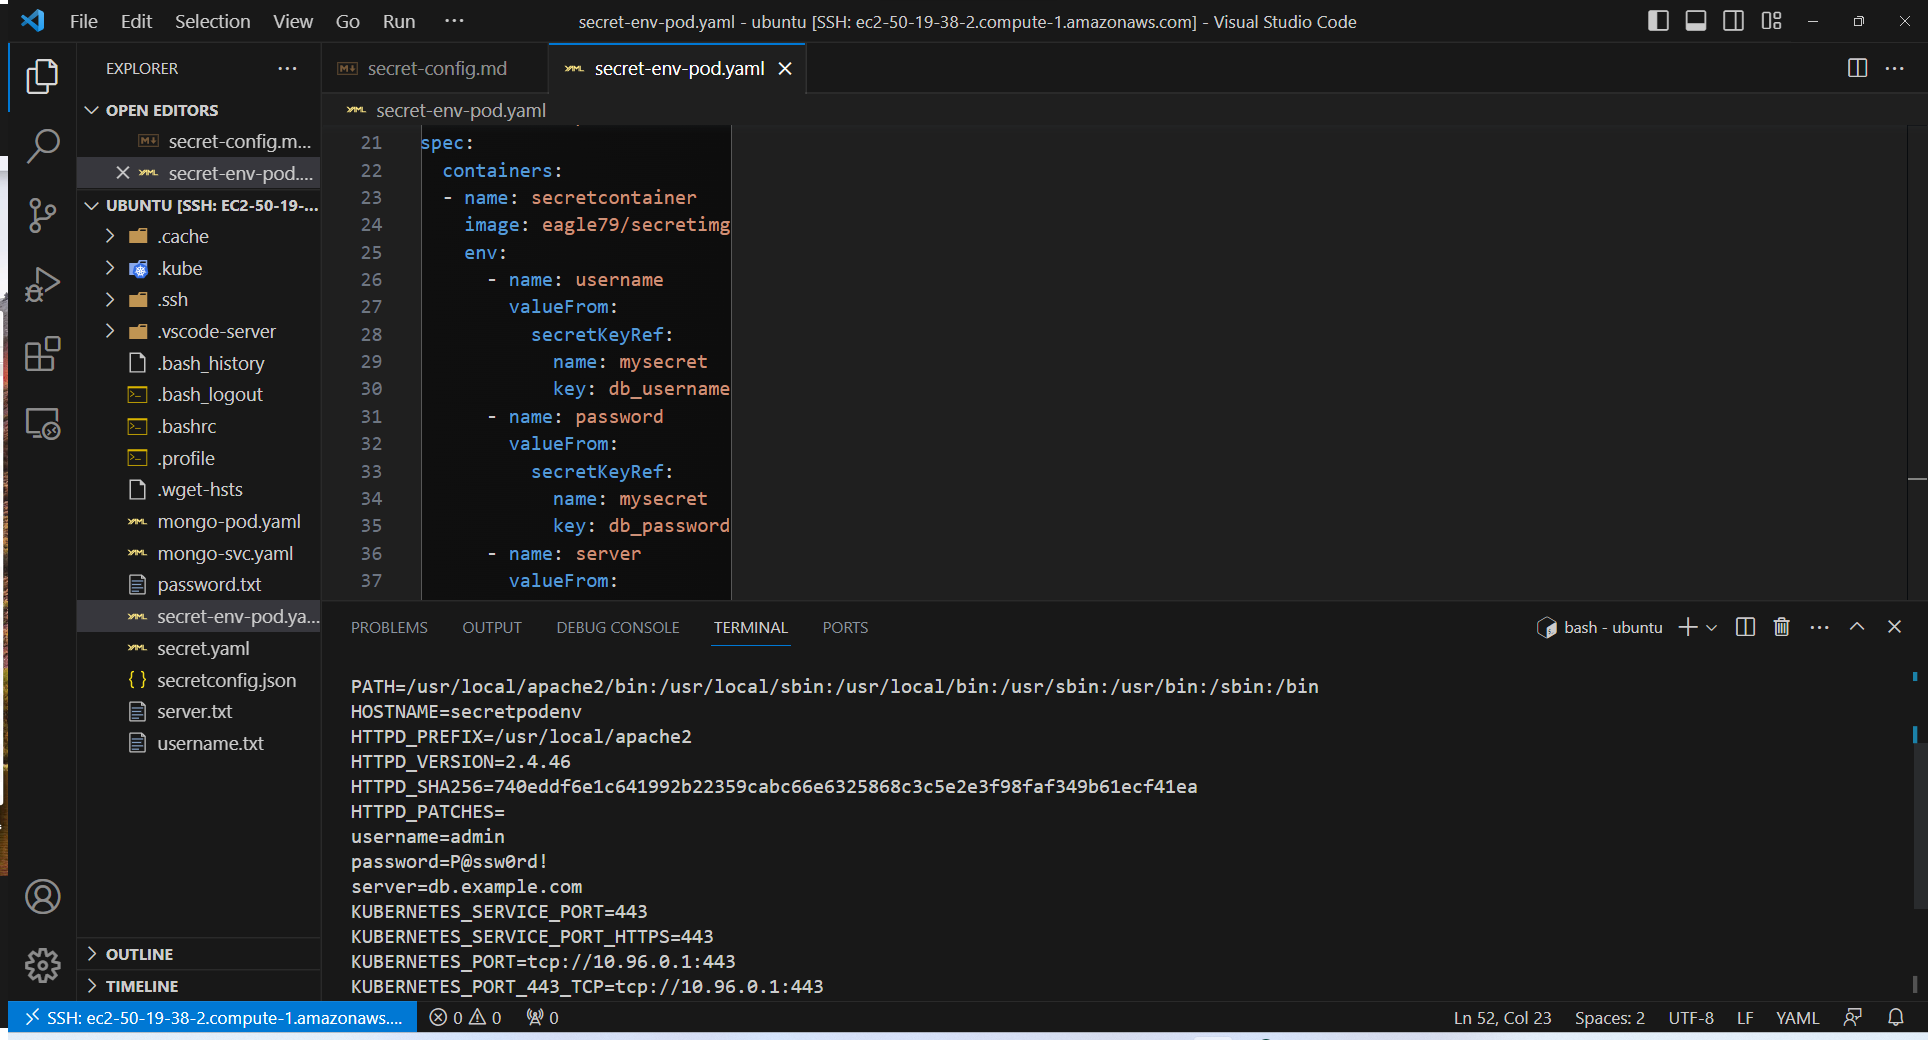 File Edit Selection View Go Run ···
secret-env-pod.yaml - ubuntu [SSH: ec2-50-19-38-2.compute-1.amazonaws.com] - Visual Studio Code
EXPLORER
OPEN EDITORS
secret-config.m...
secret-env-pod....
UBUNTU [SSH: EC2-50-19-...
.cache
.kube
.ssh
.vscode-server
.bash_history
.bash_logout
.bashrc
.profile
.wget-hsts
mongo-pod.yaml
mongo-svc.yaml
password.txt
secret-env-pod.ya...
secret.yaml
secretconfig.json
server.txt
username.txt
OUTLINE
TIMELINE
secret-config.md
secret-env-pod.yaml
secret-env-pod.yaml
21 spec:
22 containers:
23 - name: secretcontainer
24 image: eagle79/secretimg
25 env:
26 - name: username
27 valueFrom:
28 secretKeyRef:
29 name: mysecret
30 key: db_username
31 - name: password
32 valueFrom:
33 secretKeyRef:
34 name: mysecret
35 key: db_password
36 - name: server
37 valueFrom:
PROBLEMS OUTPUT DEBUG CONSOLE TERMINAL PORTS
bash - ubuntu
PATH=/usr/local/apache2/bin:/usr/local/sbin:/usr/local/bin:/usr/sbin:/usr/bin:/sbin:/bin
HOSTNAME=secretpodenv
HTTPD_PREFIX=/usr/local/apache2
HTTPD_VERSION=2.4.46
HTTPD_SHA256=740eddf6e1c641992b22359cabc66e6325868c3c5e2e3f98faf349b61ecf41ea
HTTPD_PATCHES=
username=admin
password=P@ssw0rd!
server=db.example.com
KUBERNETES_SERVICE_PORT=443
KUBERNETES_SERVICE_PORT_HTTPS=443
KUBERNETES_PORT=tcp://10.96.0.1:443
KUBERNETES_PORT_443_TCP=tcp://10.96.0.1:443
SSH: ec2-50-19-38-2.compute-1.amazonaws.... 0 0 0
Ln 52, Col 23 Spaces: 2 UTF-8 LF YAML